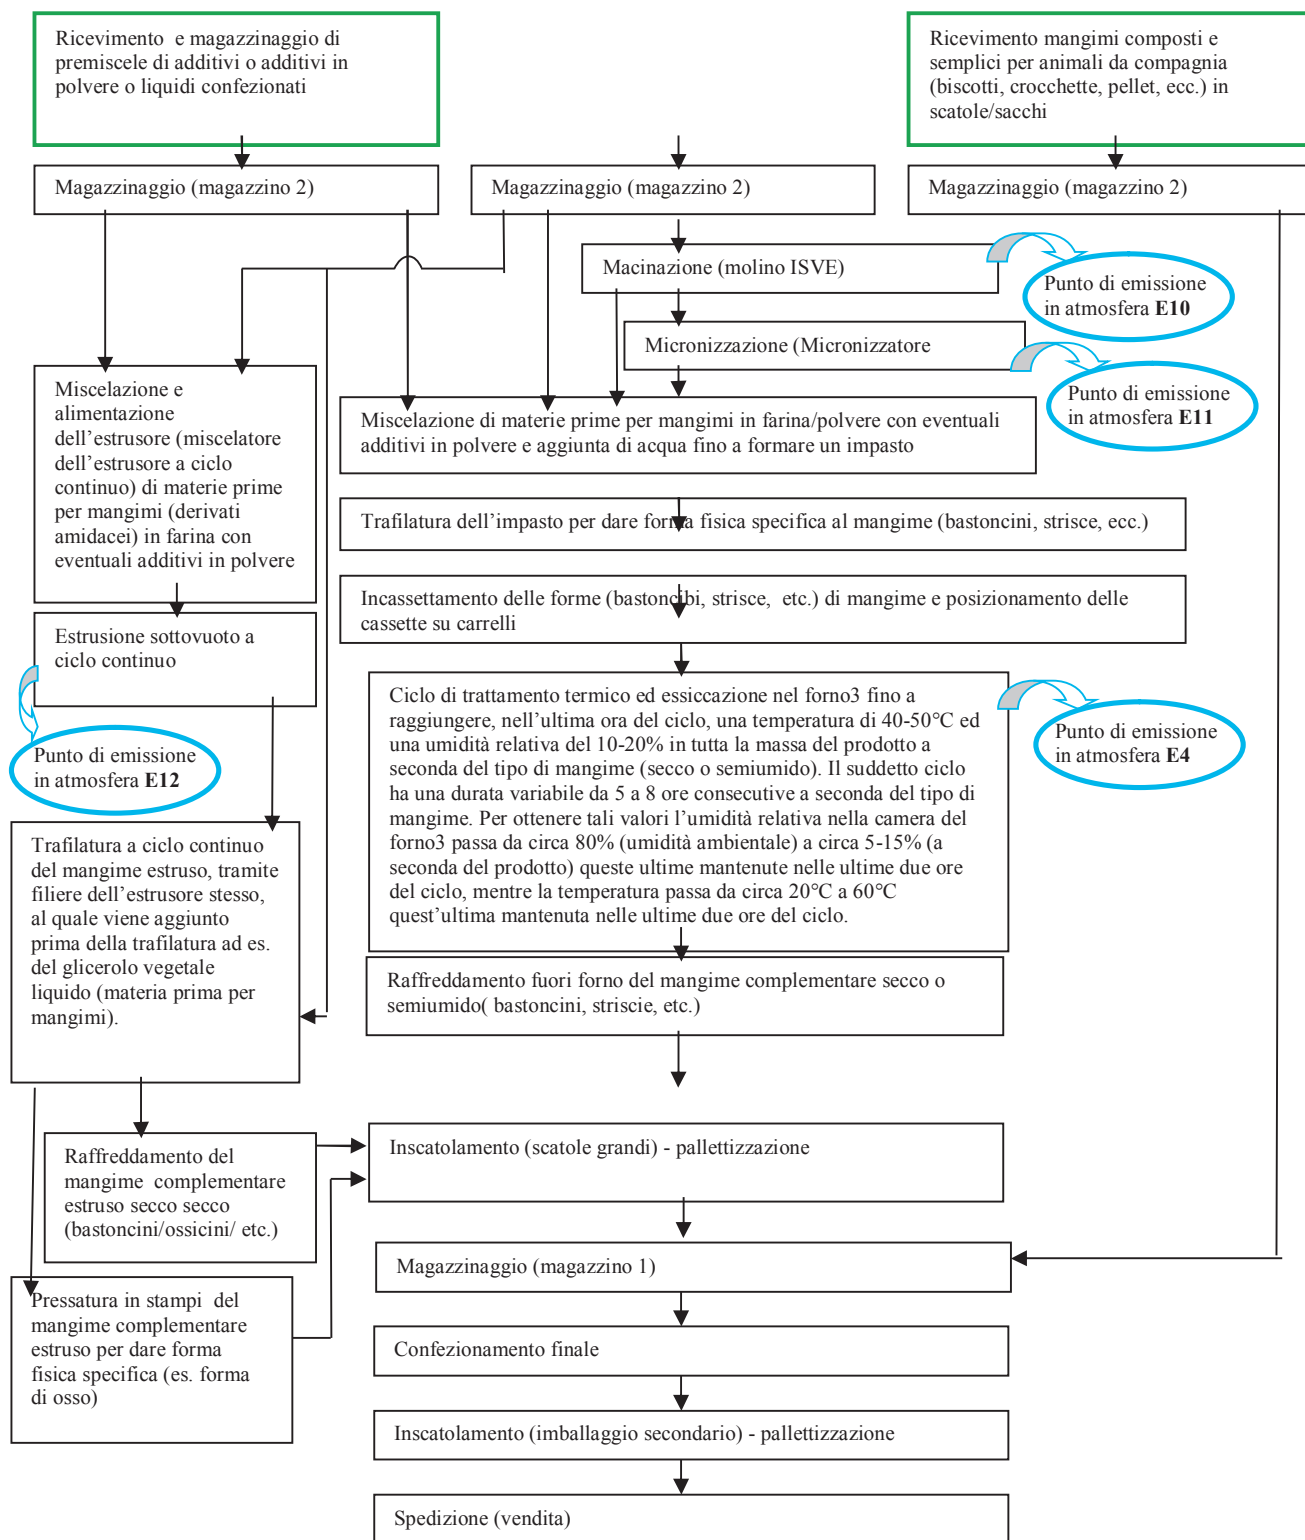 Ricevimento  e magazzinaggio di
premiscele di additivi o additivi in
polvere o liquidi confezionati
Ricevimento mangimi composti e
semplici per animali da compagnia
(biscotti, crocchette, pellet, ecc.) in
scatole/sacchi
Magazzinaggio (magazzino 2)
Magazzinaggio (magazzino 2)
Magazzinaggio (magazzino 2)
Macinazione (molino ISVE)
Punto di emissione
in atmosfera E10
Micronizzazione (Micronizzatore
Punto di emissione
in atmosfera E11
Miscelazione e
alimentazione
dell’estrusore (miscelatore
dell’estrusore a ciclo
continuo) di materie prime
per mangimi (derivati
amidacei) in farina con
eventuali additivi in polvere
Miscelazione di materie prime per mangimi in farina/polvere con eventuali
additivi in polvere e aggiunta di acqua fino a formare un impasto
Trafilatura dell’impasto per dare forma fisica specifica al mangime (bastoncini, strisce, ecc.)
Incassettamento delle forme (bastoncibi, strisce,  etc.) di mangime e posizionamento delle
cassette su carrelli
Estrusione sottovuoto a
ciclo continuo
Punto di emissione
in atmosfera E12
Ciclo di trattamento termico ed essiccazione nel forno3 fino a
raggiungere, nell’ultima ora del ciclo, una temperatura di 40-50°C ed
una umidità relativa del 10-20% in tutta la massa del prodotto a
seconda del tipo di mangime (secco o semiumido). Il suddetto ciclo
ha una durata variabile da 5 a 8 ore consecutive a seconda del tipo di
mangime. Per ottenere tali valori l’umidità relativa nella camera del
forno3 passa da circa 80% (umidità ambientale) a circa 5-15% (a
seconda del prodotto) queste ultime mantenute nelle ultime due ore
del ciclo, mentre la temperatura passa da circa 20°C a 60°C
quest’ultima mantenuta nelle ultime due ore del ciclo.
Punto di emissione
in atmosfera E4
Trafilatura a ciclo continuo
del mangime estruso, tramite
filiere dell’estrusore stesso,
al quale viene aggiunto
prima della trafilatura ad es.
del glicerolo vegetale
liquido (materia prima per
mangimi).
Raffreddamento fuori forno del mangime complementare secco o
semiumido( bastoncini, striscie, etc.)
Raffreddamento del
mangime  complementare
estruso secco secco
(bastoncini/ossicini/ etc.)
Inscatolamento (scatole grandi) - pallettizzazione
Magazzinaggio (magazzino 1)
Pressatura in stampi  del
mangime complementare
estruso per dare forma
fisica specifica (es. forma
di osso)
Confezionamento finale
Inscatolamento (imballaggio secondario) - pallettizzazione
Spedizione (vendita)